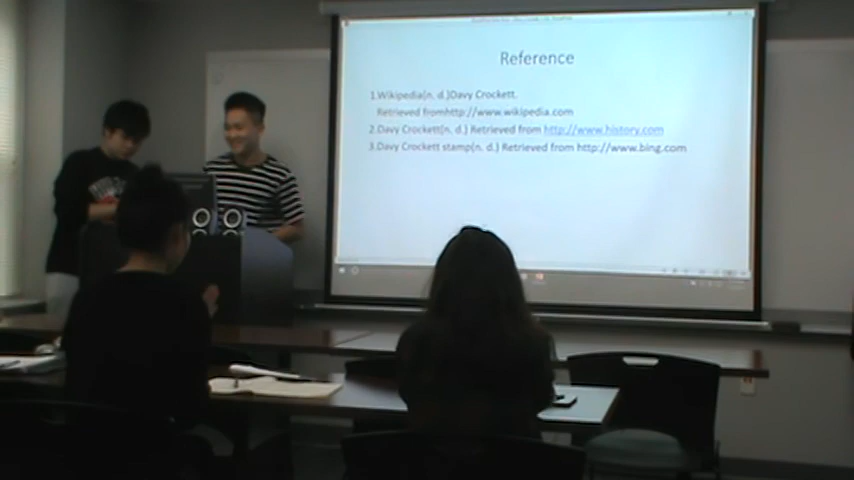 Reference
1.Wikipedia(n. d.)Davy Crockett.
Retrieved fromhttp://www.wikipedia.com
2.Davy Crockett(n. d.) Retrieved from http://www.history.com
3.Davy Crockett stamp(n. d.) Retrieved from http://www.bing.com